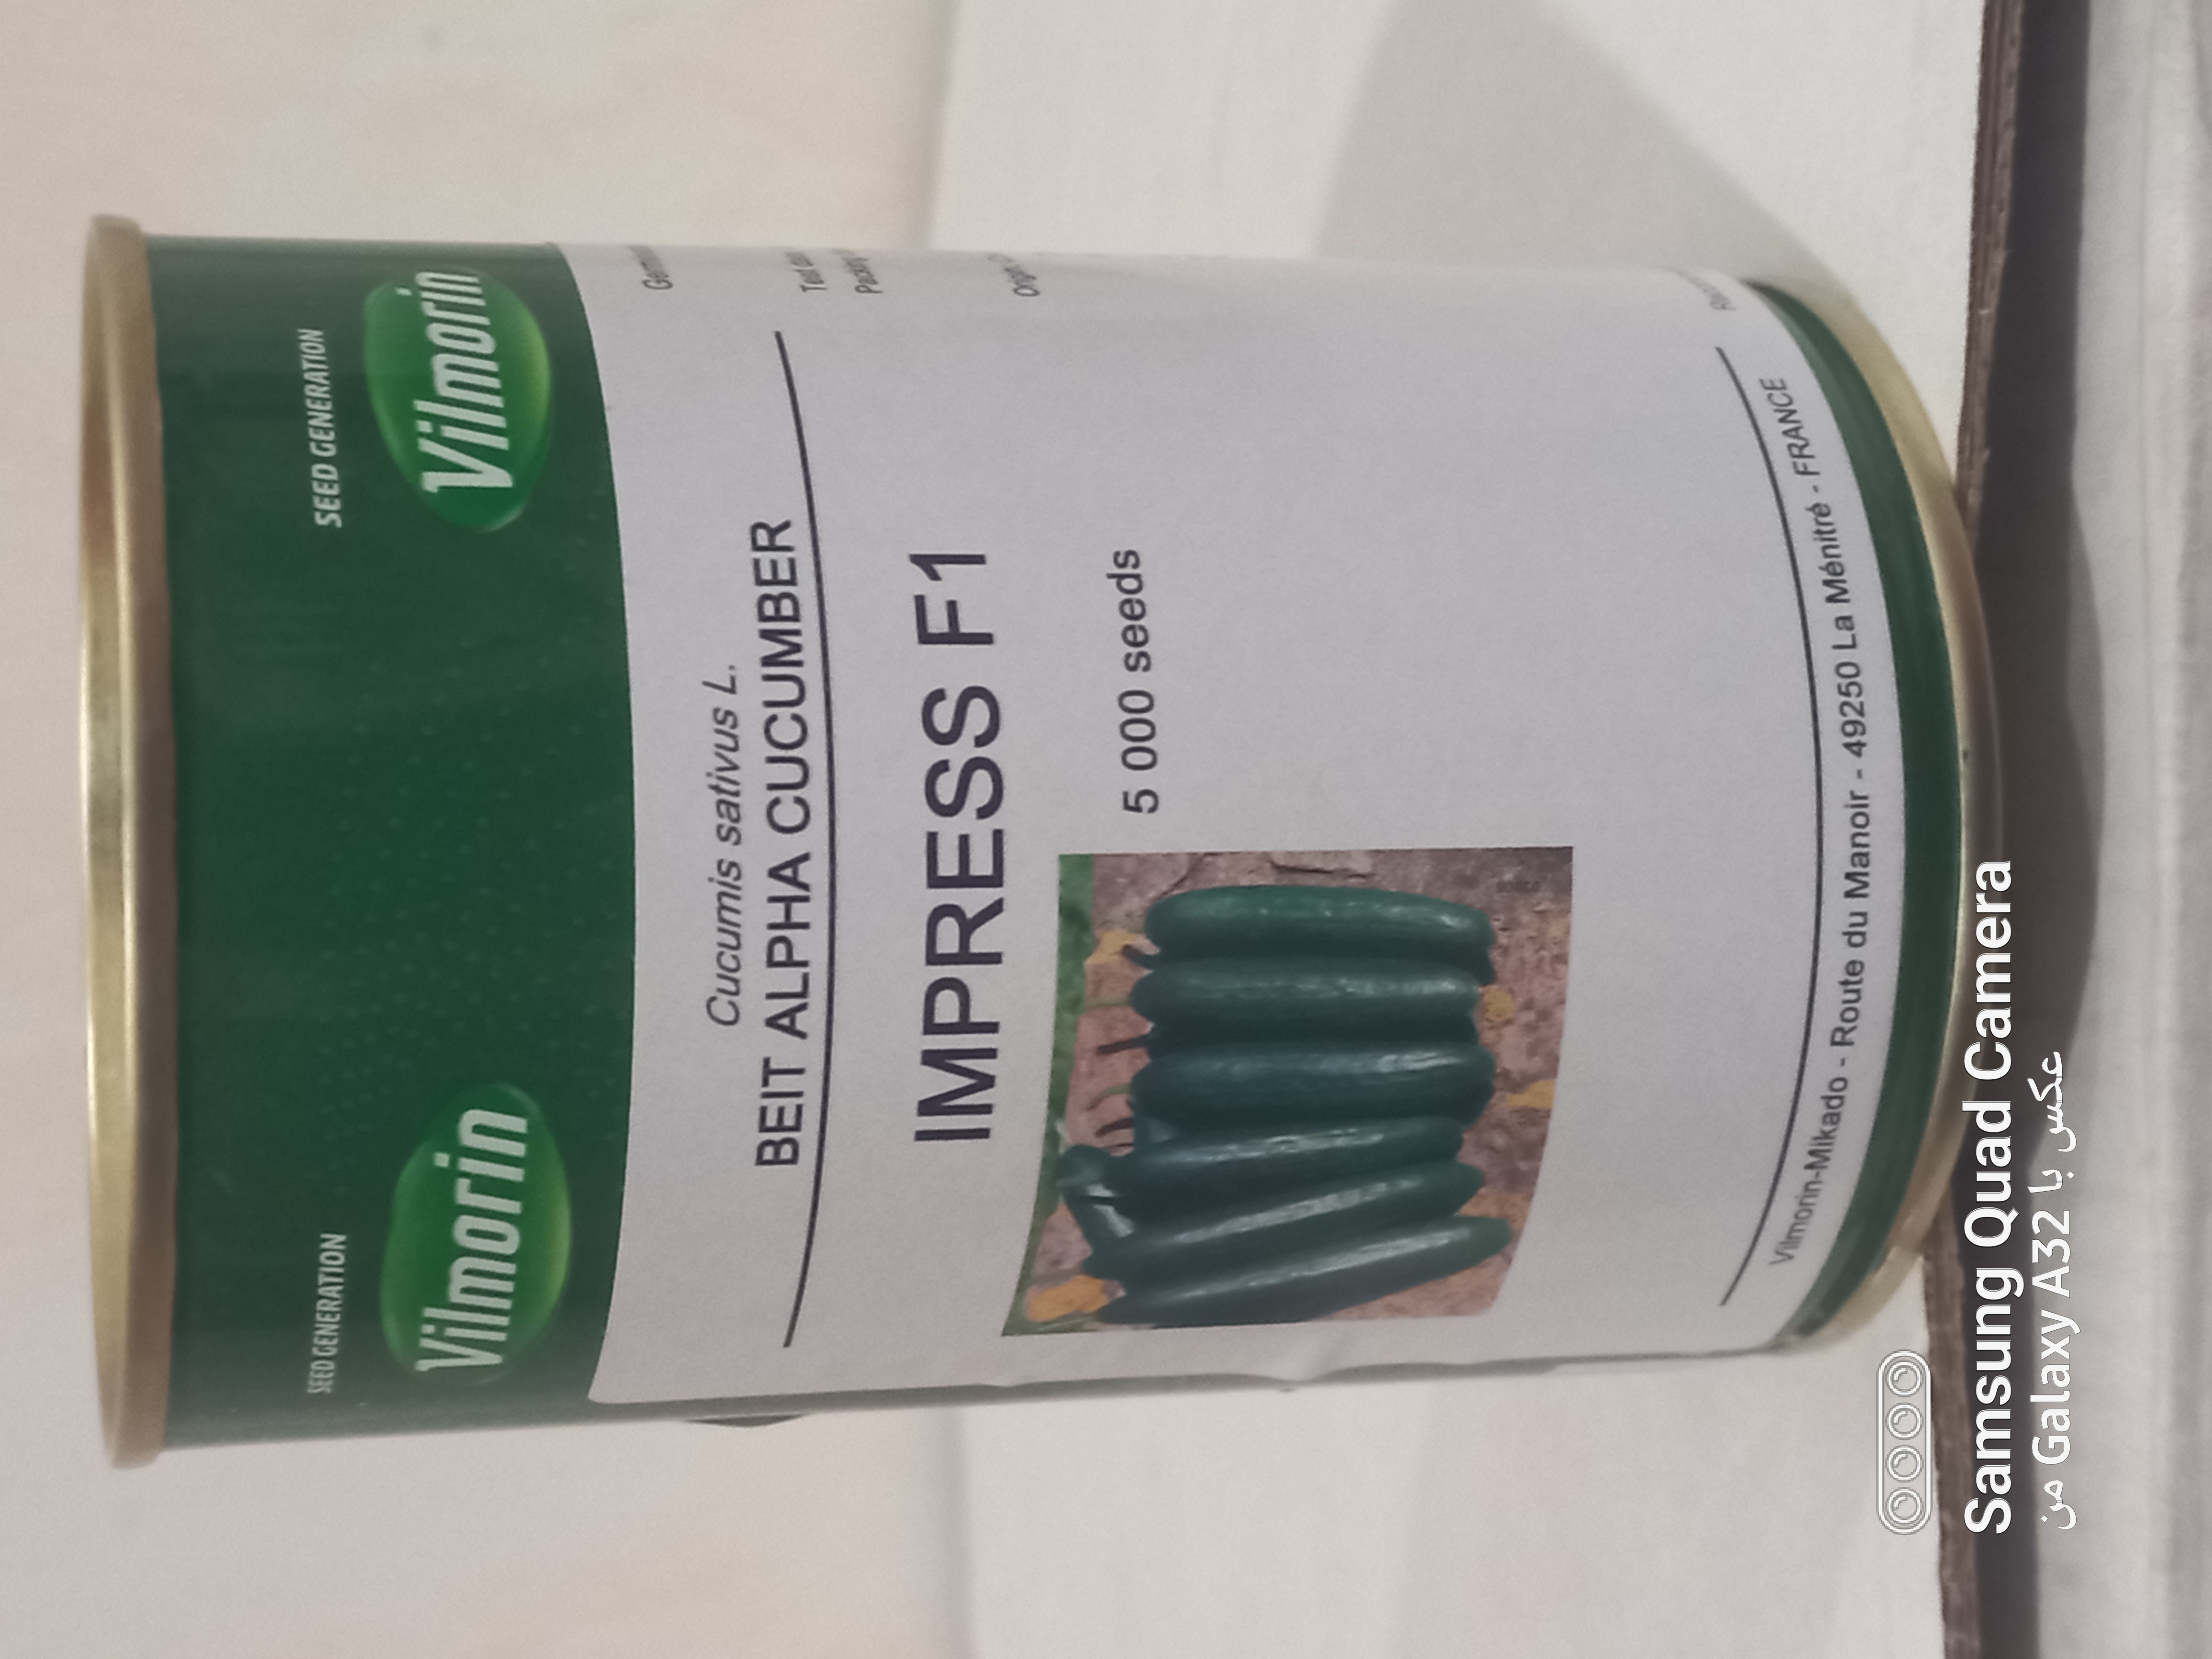 SEED GENERATION
Vilmorin
SEED GENERATION
Vilmorin
Cucumis sativus L.
BEIT ALPHA CUCUMBER
IMPRESS F1
5 000 seeds
Vilmorin-Mikado - Route du Manoir - 49250 La Ménitré - FRANCE
Samsung Quad Camera
عکس با Galaxy A32 من